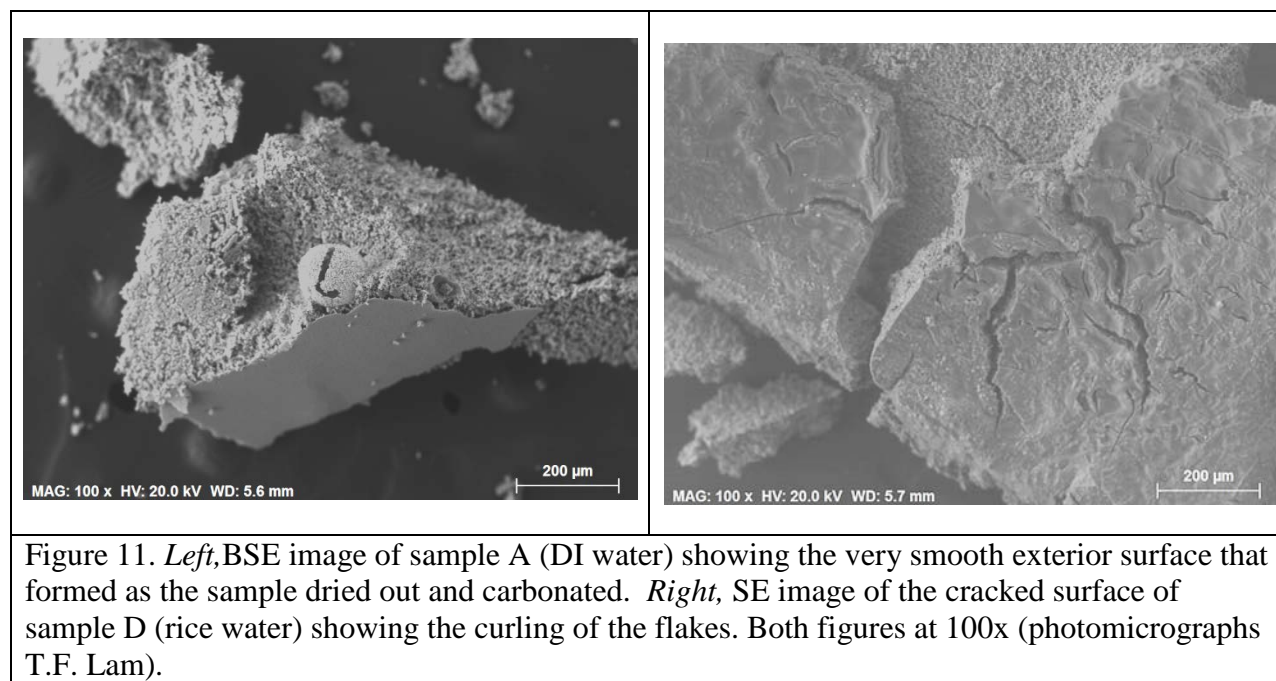 200 µm
MAG: 100 x HV: 20.0 kV WD: 5.6 mm
200 µm
MAG: 100 x HV: 20.0 kV WD: 5.7 mm
Figure 11. Left,BSE image of sample A (DI water) showing the very smooth exterior surface that
formed as the sample dried out and carbonated. Right, SE image of the cracked surface of
sample D (rice water) showing the curling of the flakes. Both figures at 100x (photomicrographs
T.F. Lam).